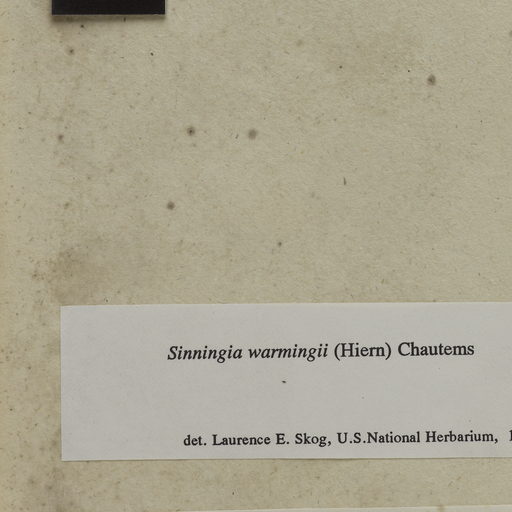 Sinningia warmingii (Hiern) Chautems
det. Laurence E. Skog, U.S.National Herbarium,